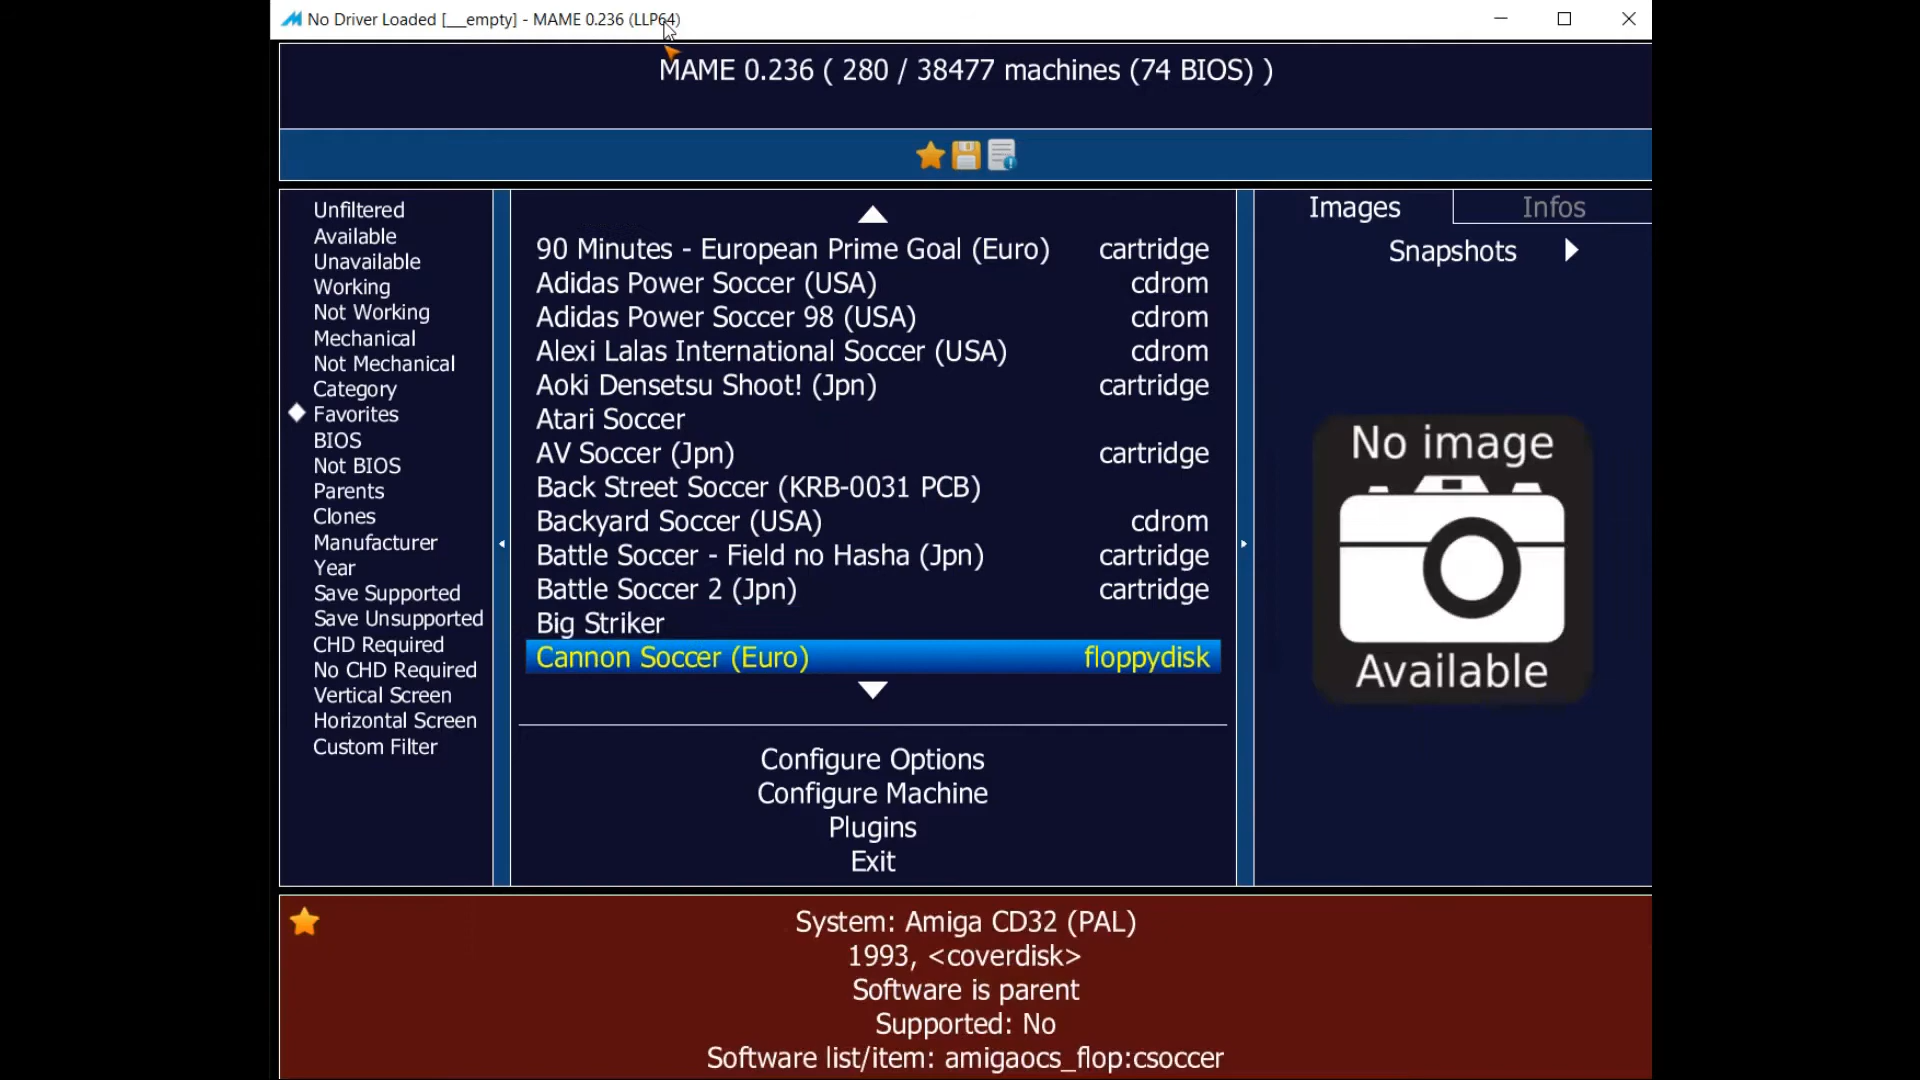 No Driver Loaded [___empty] - MAME 0.236 (LLP64)
MAME 0.236 ( 280 / 38477 machines (74 BIOS) )
Unfiltered
Available
Unavailable
Working
Not Working
Mechanical
Not Mechanical
Category
Favorites
BIOS
Not BIOS
Parents
Clones
Manufacturer
Year
Save Supported
Save Unsupported
CHD Required
No CHD Required
Vertical Screen
Horizontal Screen
Custom Filter
90 Minutes - European Prime Goal (Euro) cartridge
Adidas Power Soccer (USA) cdrom
Adidas Power Soccer 98 (USA) cdrom
Alexi Lalas International Soccer (USA) cdrom
Aoki Densetsu Shoot! (Jpn) cartridge
Atari Soccer
AV Soccer (Jpn) cartridge
Back Street Soccer (KRB-0031 PCB)
Backyard Soccer (USA) cdrom
Battle Soccer - Field no Hasha (Jpn) cartridge
Battle Soccer 2 (Jpn) cartridge
Big Striker
Cannon Soccer (Euro) floppydisk
Configure Options
Configure Machine
Plugins
Exit
Images Infos
Snapshots
No image
Available
System: Amiga CD32 (PAL)
1993, <coverdisk>
Software is parent
Supported: No
Software list/item: amigaocs_flop:csoccer